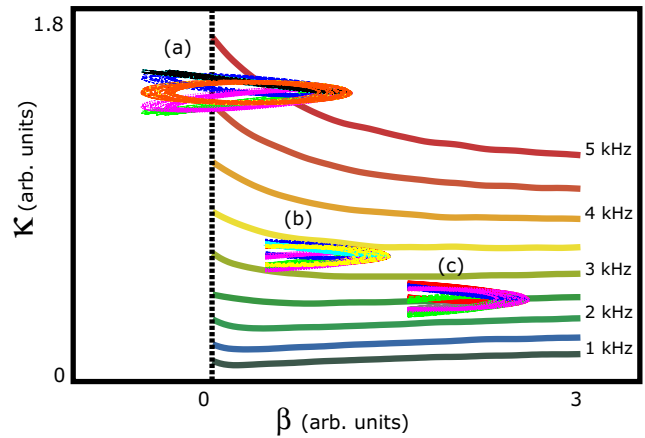 1.8
(a)
5 kHz
K (arb. units)
4 kHz
(b)
3 kHz
(c)
2 kHz
1 kHz
0
0
3
β (arb. units)